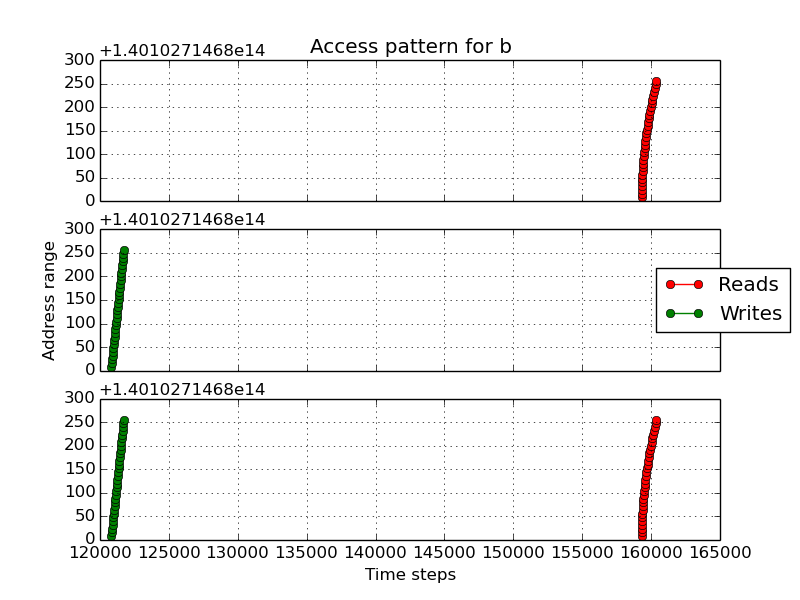 Access pattern for b
+1.4010271468e14
300
250
200
150
100
50
0
+1.4010271468e14
300
250
200
150
100
50
0
Address range
Reads
Writes
+1.4010271468e14
300
250
200
150
100
50
0
120000 125000 130000 135000 140000 145000 150000 155000 160000 165000
Time steps